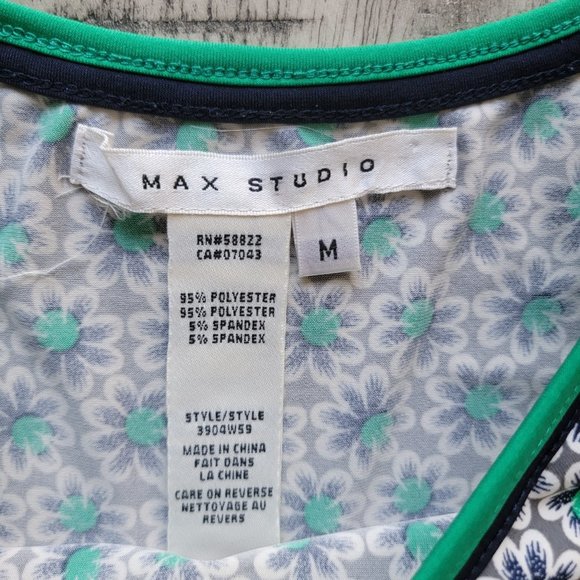 MAX STUDIO
M
RN#58822
CA#07043
95% POLYESTER
95% POLYESTER
5% SPANDEX
5% SPANDEX
STYLE/STYLE
3904W59
MADE IN CHINA
FAIT DANS
LA CHINE
CARE ON REVERSE
NETTOYAGE AU
REVERS